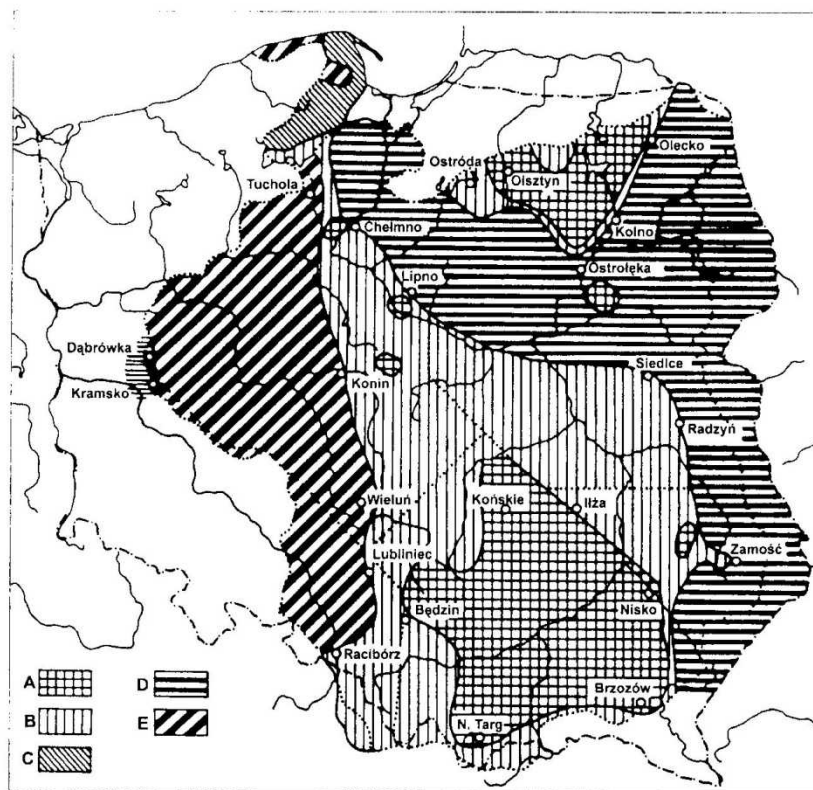 Olecko
Ostróda
Olsztyn
Tuchola
Chełmno
Kolno
Ostrołęka
Lipno
Dąbrówka
Siedlce
Konin
Kramsko
Radzyń
Wieluń
Końskie
Iłża
Lubliniec
Zamość
Będzin
Nisko
Racibórz
A
D
Brzozów
B
E
N. Targ
C